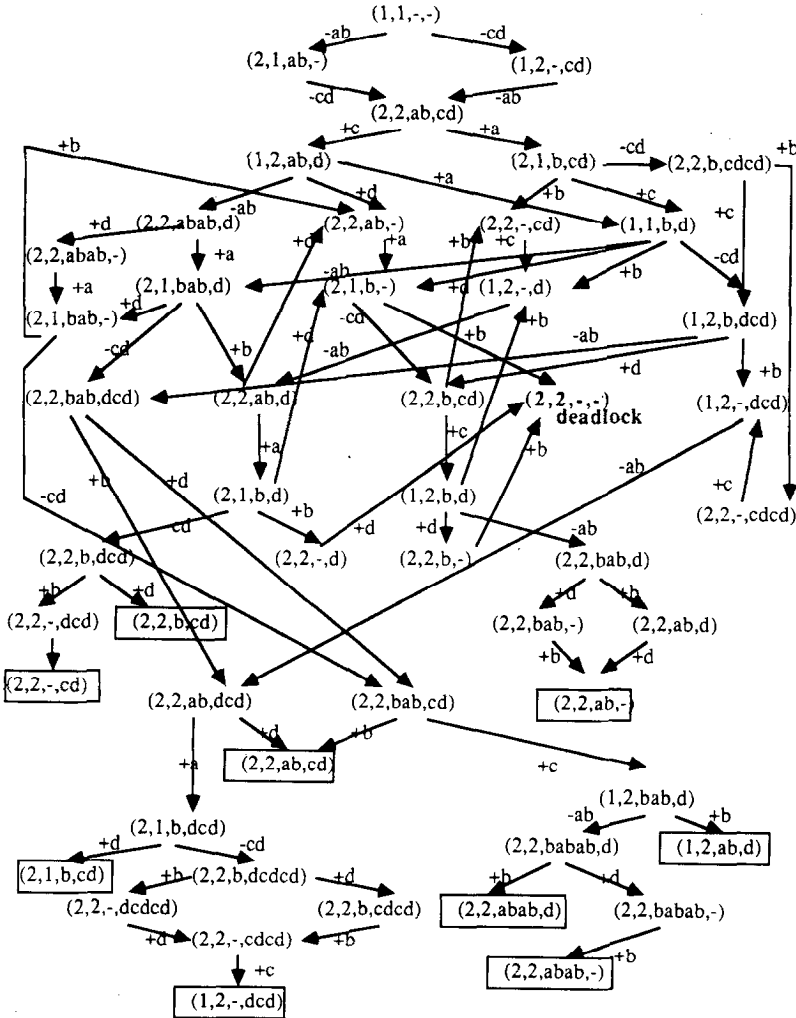 (1,1,-,-)
-ab -cd
(2,1,ab,-) (1,2,-,cd)
-cd -ab
(2,2,ab,cd)
+b +c +a
(1,2,ab,d) (2,1,b,cd) -cd (2,2,b,cdcd) +b
+a
-ab +d +b +c
+d (2,2,abab,d) (2,2,ab,-) (2,2,-,cd) (1,1,b,d) +c
(2,2,abab,-) +a +d +a +b +c -cd
+a -ab +d +b
(2,1,bab,d) (2,1,b,-) (1,2,-,d)
(2,1,bab,-) +d -cd +b +b (1,2,b,dcd)
-cd +b +d -ab -ab
+d +b
(2,2,bab,dcd) (2,2,ab,d) (2,2,b,cd) (2,2,-,-) (1,2,-,dcd)
deadlock
+a +c +b
+b +d -ab
-cd (2,1,b,d) +b (1,2,b,d) +c
(2,2,-,cdcd)
cd +d +d -ab
(2,2,b,dcd) (2,2,-,d) (2,2,b,-) (2,2,bab,d)
+b +d +d +b
(2,2,-,dcd) (2,2,b,cd) (2,2,bab,-) (2,2,ab,d)
+b +d
(2,2,-,cd) (2,2,ab,dcd) (2,2,bab,cd) (2,2,ab,-)
+d +b
+a (2,2,ab,cd) +c
(1,2,bab,d)
-ab +b
(2,1,b,dcd) (2,2,babab,d) (1,2,ab,d)
+d -cd
(2,1,b,cd) +b (2,2,b,dcdcd) +d +b +d
(2,2,-,dcdcd) (2,2,b,cdcd) (2,2,abab,d) (2,2,babab,-)
+d (2,2,-,cdcd) +b
+b
+c (2,2,abab,-)
(1,2,-,dcd)